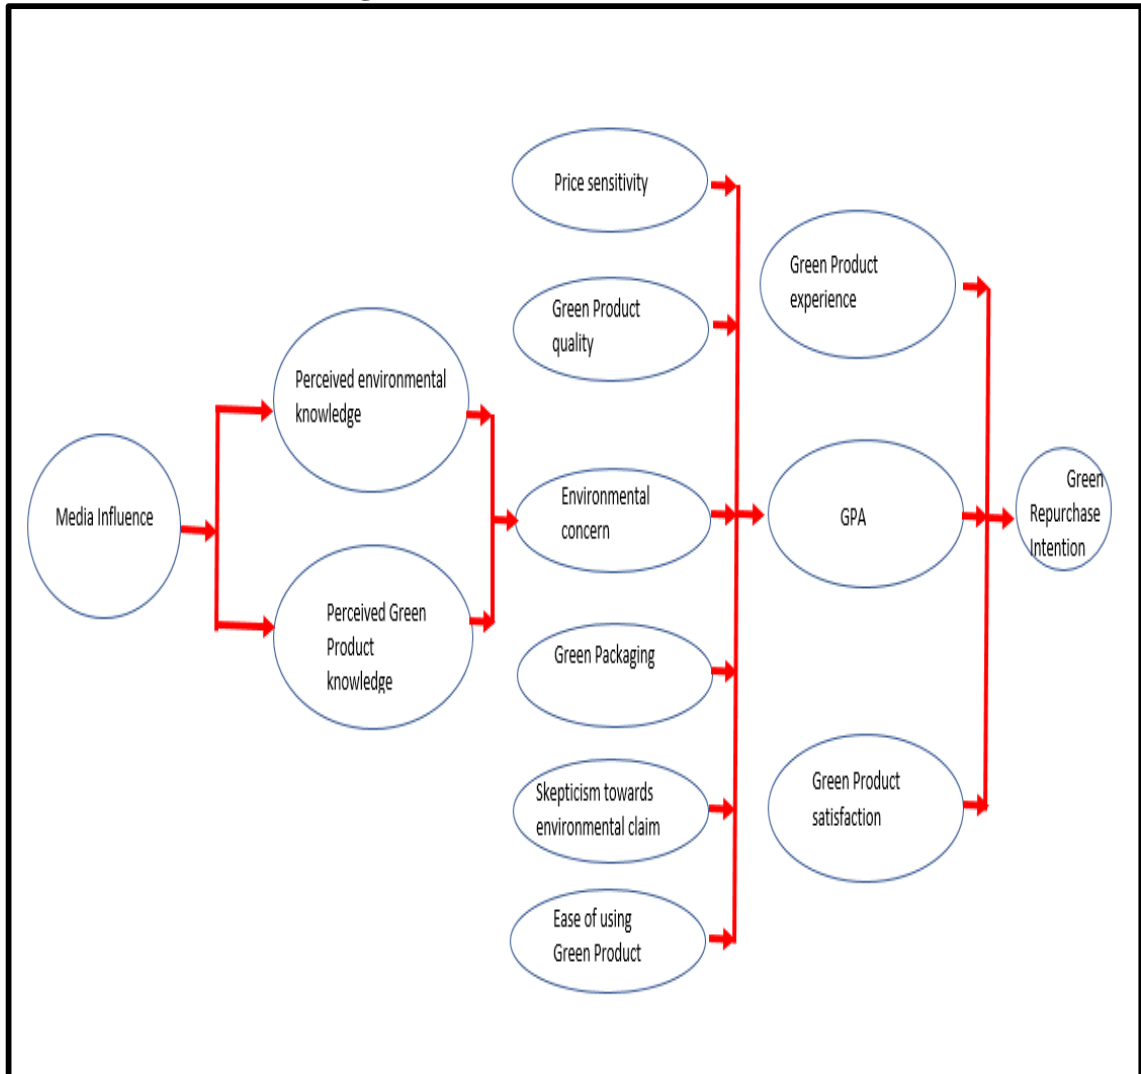 Price sensitivity
Green Product
experience
Green Product
quality
Perceived environmental
knowledge
Media Influence
Environmental
concern
GPA
Green
Repurchase
Intention
Perceived Green
Product
knowledge
Green Packaging
Skepticism towards
environmental claim
Green Product
satisfaction
Ease of using
Green Product